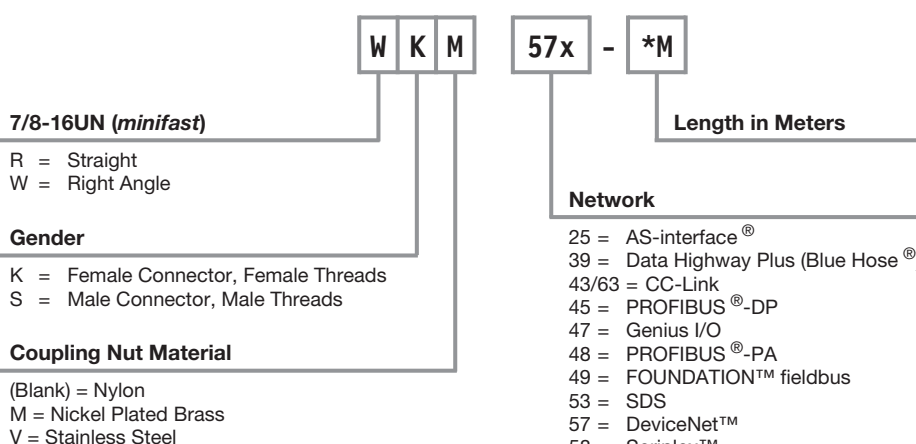 W K M 57x - *M
7/8-16UN (minifast)
R = Straight
W = Right Angle
Gender
K = Female Connector, Female Threads
S = Male Connector, Male Threads
Coupling Nut Material
(Blank) = Nylon
M = Nickel Plated Brass
V = Stainless Steel
Length in Meters
Network
25 = AS-interface ®
39 = Data Highway Plus (Blue Hose ®
43/63 = CC-Link
45 = PROFIBUS ®-DP
47 = Genius I/O
48 = PROFIBUS ®-PA
49 = FOUNDATION™ fieldbus
53 = SDS
57 = DeviceNet™